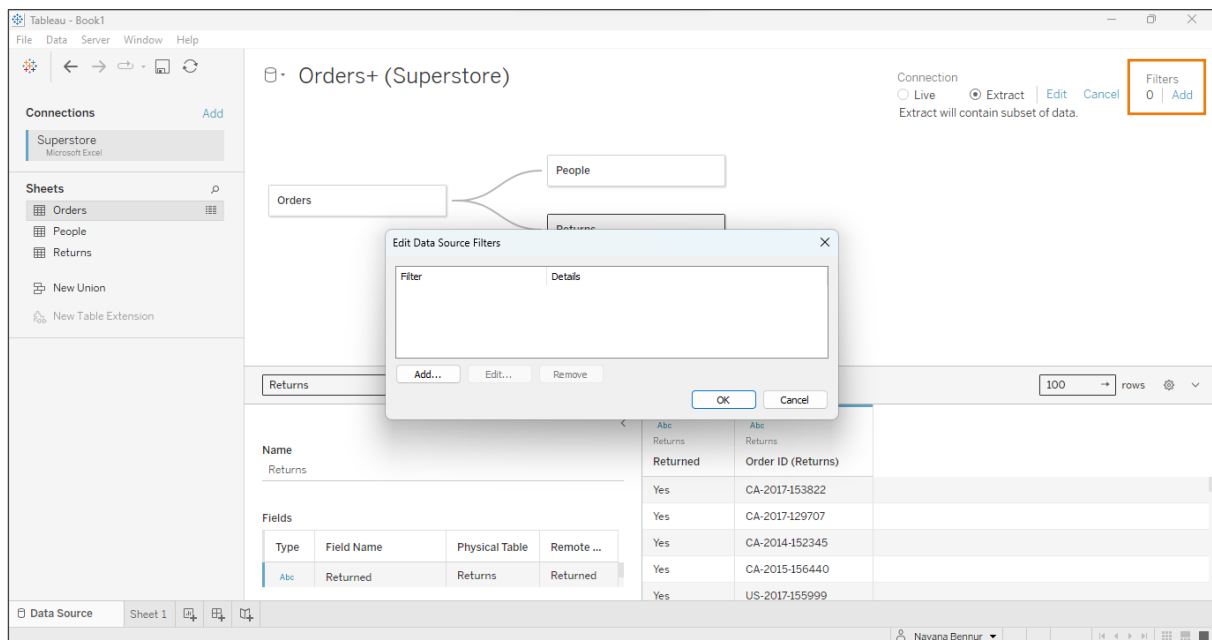 Tableau - Book1
File Data Server Window Help
Orders+ (Superstore)
Connection
Live Extract Edit Cancel
Extract will contain subset of data.
Filters
0 Add
Connections Add
Superstore
Microsoft Excel
Sheets
Orders
People
Returns
New Union
New Table Extension
Orders
People
Returns
Edit Data Source Filters
Filter Details
Add... Edit... Remove
OK Cancel
Returns
100 rows
Name
Returns
Fields
Type Field Name Physical Table Remote ...
Abc Returned Returns Returned
Abc Abc
Returns Returns
Returned Order ID (Returns)
Yes CA-2017-153822
Yes CA-2017-129707
Yes CA-2014-152345
Yes CA-2015-156440
Yes US-2017-155999
Data Source Sheet 1
Nayana Bennur